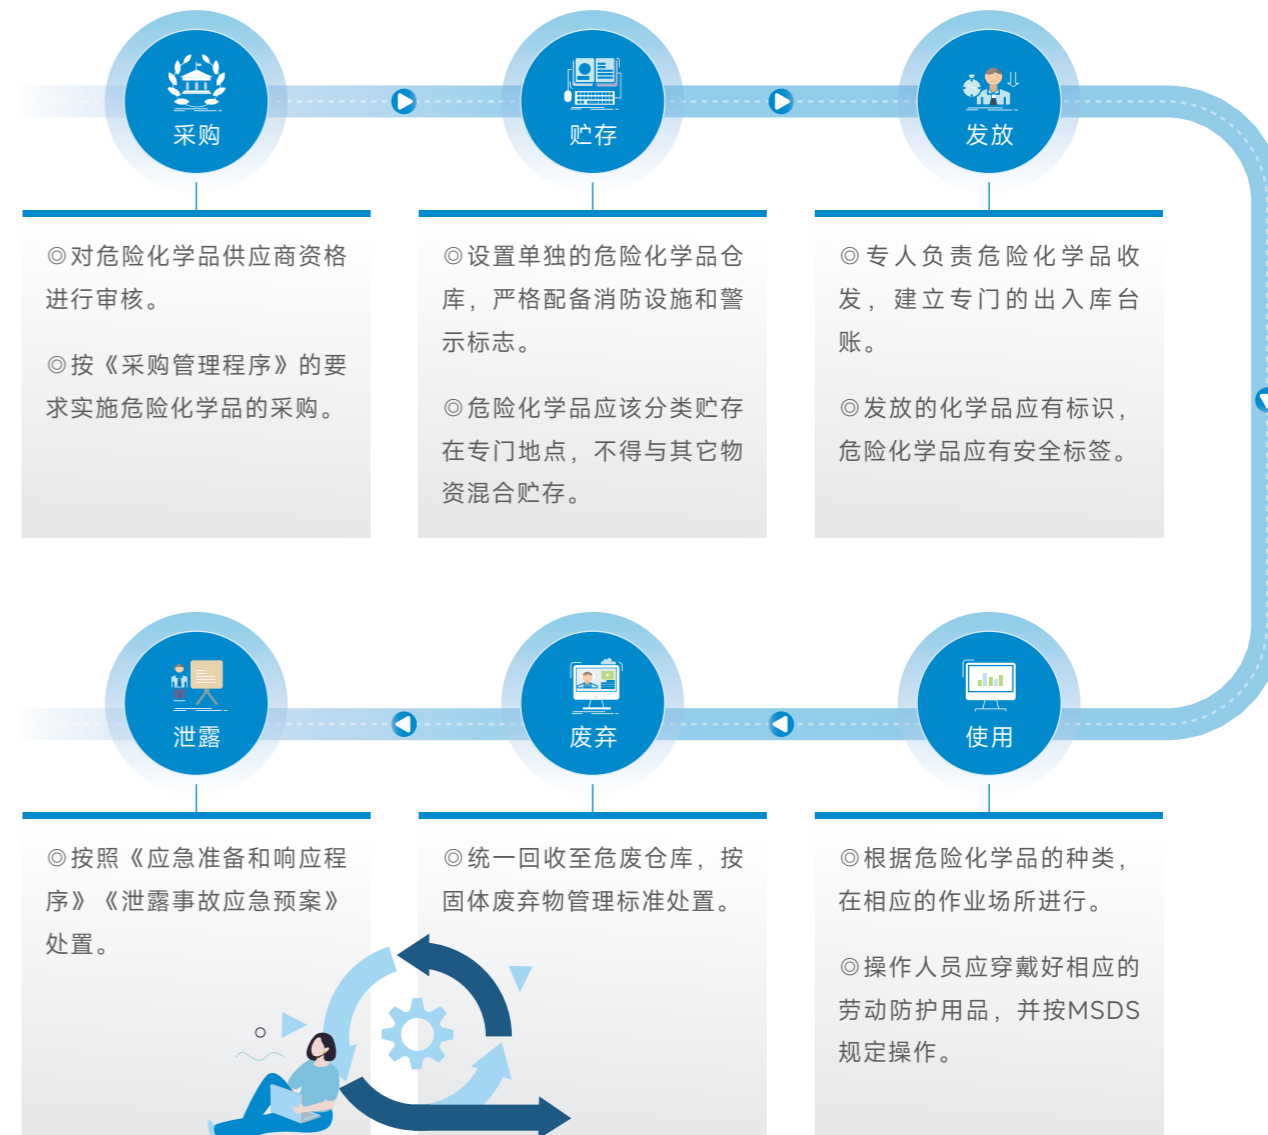 采购
◎对危险化学品供应商资格
进行审核。
◎按《采购管理程序》的要
求实施危险化学品的采购。
贮存
◎设置单独的危险化学品仓
库，严格配备消防设施和警
示标志。
◎危险化学品应该分类贮存
在专门地点，不得与其它物
资混合贮存。
发放
◎专人负责危险化学品收
发，建立专门的出入库台
账。
◎发放的化学品应有标识，
危险化学品应有安全标签。
使用
◎根据危险化学品的种类，
在相应的作业场所进行。
◎操作人员应穿戴好相应的
劳动防护用品，并按MSDS
规定操作。
废弃
◎统一回收至危废仓库，按
固体废弃物管理标准处置。
泄露
◎按照《应急准备和响应程
序》《泄露事故应急预案》
处置。